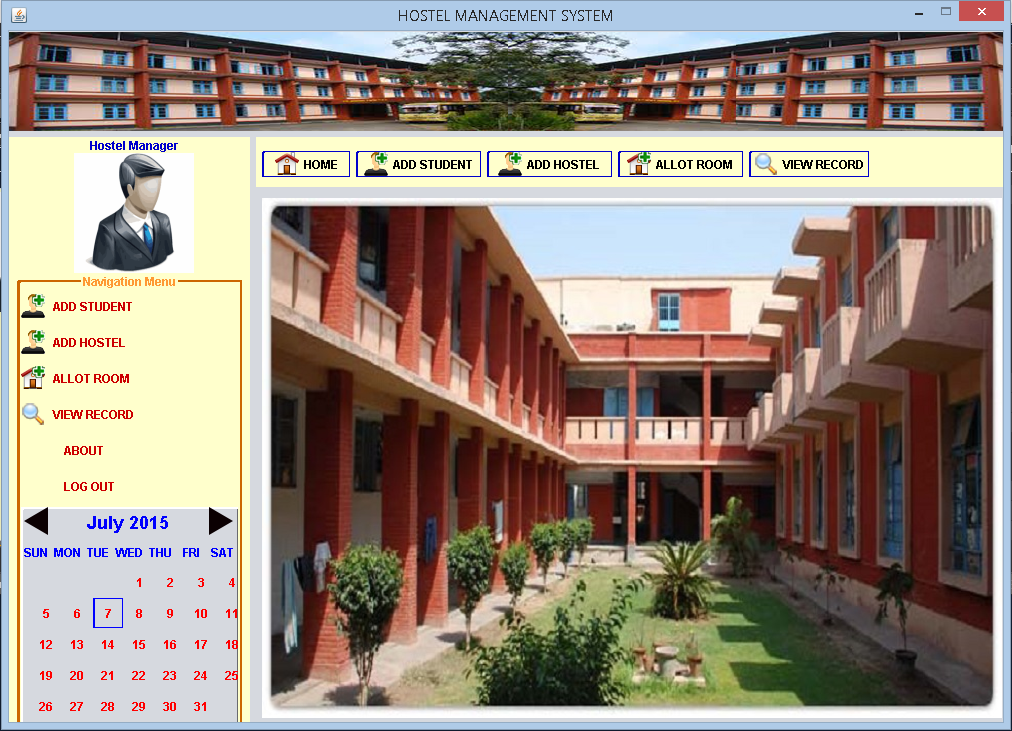 HOSTEL MANAGEMENT SYSTEM
Hostel Manager
HOME ADD STUDENT ADD HOSTEL ALLOT ROOM VIEW RECORD
Navigation Menu
ADD STUDENT
ADD HOSTEL
ALLOT ROOM
VIEW RECORD
ABOUT
LOG OUT
July 2015
SUN MON TUE WED THU FRI SAT
1 2 3 4
5 6 7 8 9 10 11
12 13 14 15 16 17 18
19 20 21 22 23 24 25
26 27 28 29 30 31